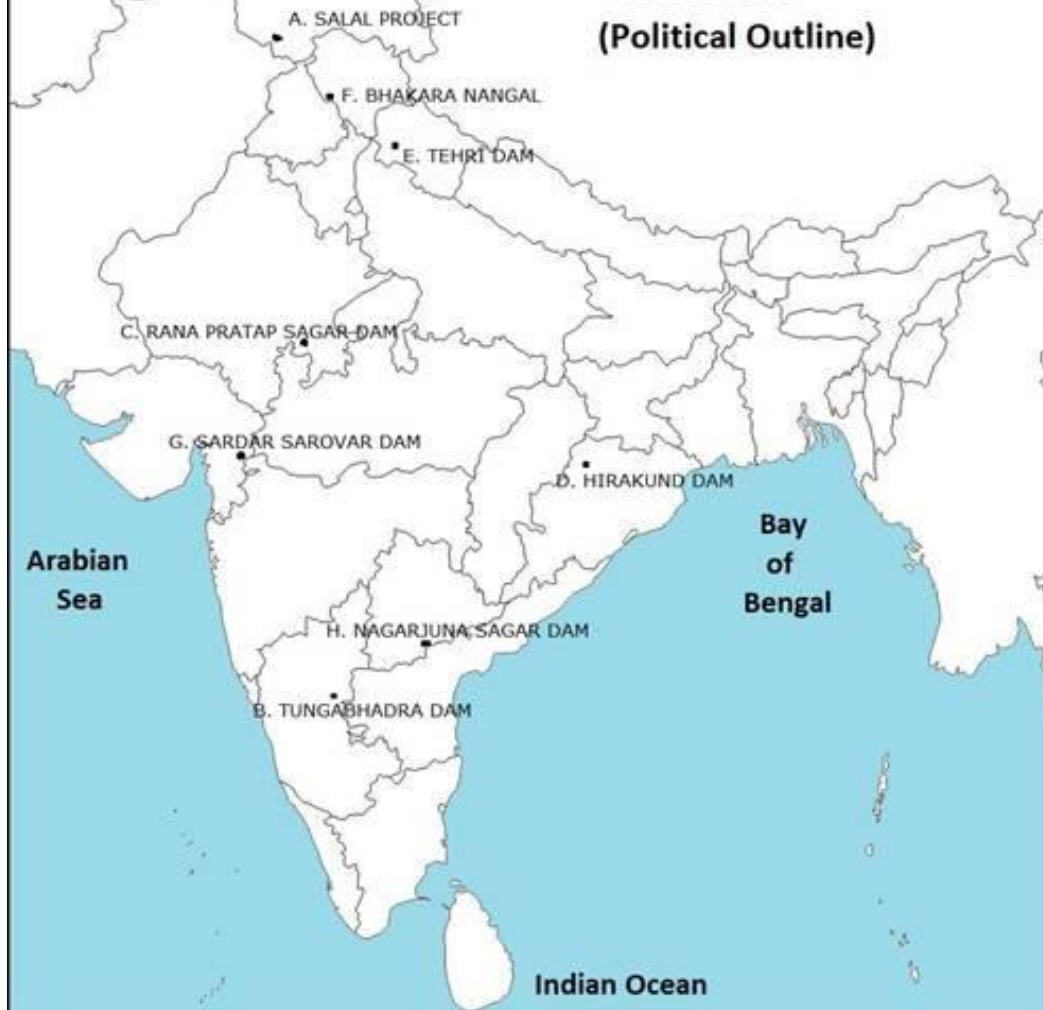 A. SALAL PROJECT
(Political Outline)
F. BHAKARA NANGAL
E. TEHRI DAM
C. RANA PRATAP SAGAR DAM
G. SARDAR SAROVAR DAM
D. HIRAKUND DAM
Bay
of
Bengal
Arabian
Sea
H. NAGARJUNA SAGAR DAM
B. TUNGABHADRA DAM
Indian Ocean